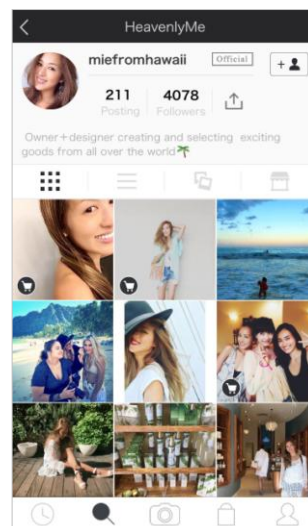 HeavenlyMe
miefromhawaii
Official
211
4078
Posting
Followers
Owner+designer creating and selecting exciting
goods from all over the world🌴